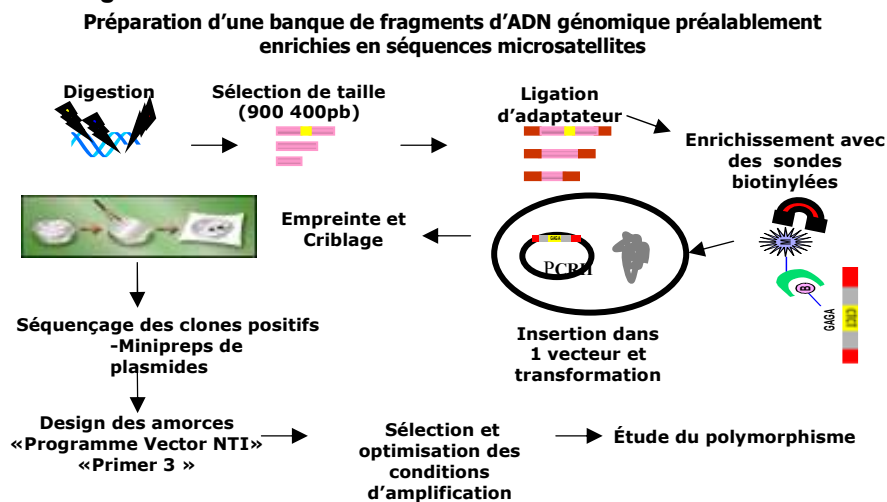 Préparation d'une banque de fragments d'ADN génomique préalablement
enrichies en séquences microsatellites
Digestion
Sélection de taille
(900 400pb)
Ligation
d'adaptateur
Enrichissement avec
des sondes
biotinylées
Empreinte et
Criblage
GAGA
PCRII
M
B
GAGA
CTCT
Insertion dans
1 vecteur et
transformation
Séquençage des clones positifs
-Minipreps de
plasmides
Design des amorces
«Programme Vector NTI»
«Primer 3 »
Sélection et
optimisation des
conditions
d'amplification
Étude du polymorphisme